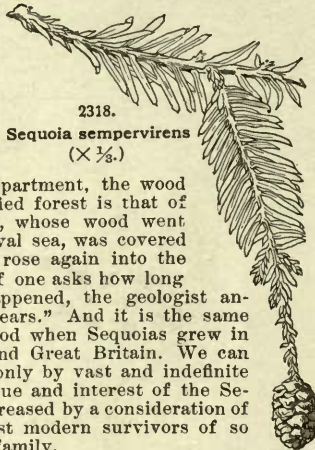 2318.
Sequoia sempervirens
(× ⅓.)
partment, the wood
ied forest is that of
, whose wood went
val sea, was covered
rose again into the
f one asks how long
ppened, the geologist an-
ears.” And it is the same
od when Sequoias grew in
nd Great Britain. We can
only by vast and indefinite
ue and interest of the Se-
reased by a consideration of
st modern survivors of so
amily.